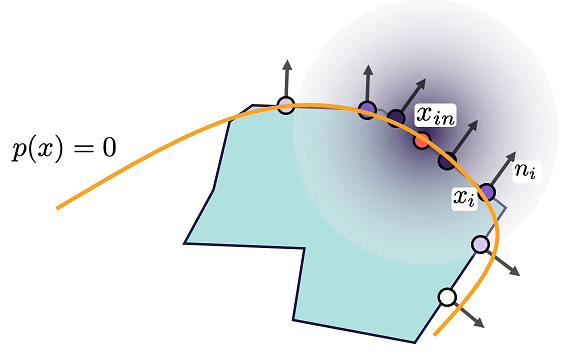 x_{in}
p(x) = 0
n_i
x_i